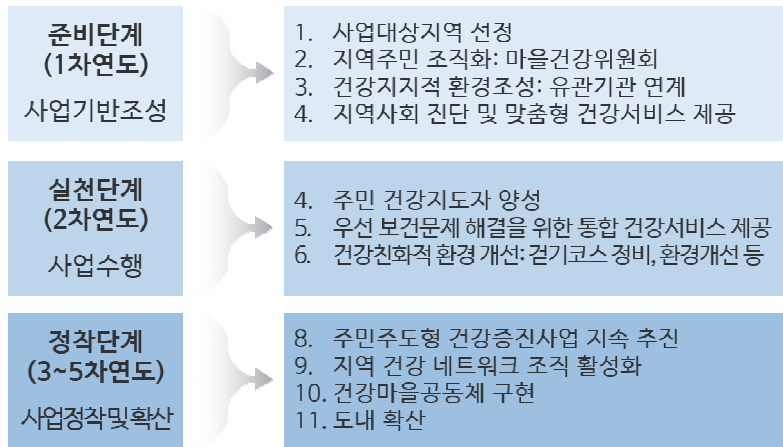 준비단계
(1차연도)
사업기반조성
1. 사업대상지역 선정
2. 지역주민 조직화: 마을건강위원회
3. 건강지지적 환경조성: 유관기관 연계
4. 지역사회 진단 및 맞춤형 건강서비스 제공
실천단계
(2차연도)
사업수행
4. 주민 건강지도자 양성
5. 우선 보건문제 해결을 위한 통합 건강서비스 제공
6. 건강친화적 환경 개선: 걷기코스 정비, 환경개선 등
정착단계
(3~5차연도)
사업정착및확산
8. 주민주도형 건강증진사업 지속 추진
9. 지역 건강 네트워크 조직 활성화
10. 건강마을공동체 구현
11. 도내 확산